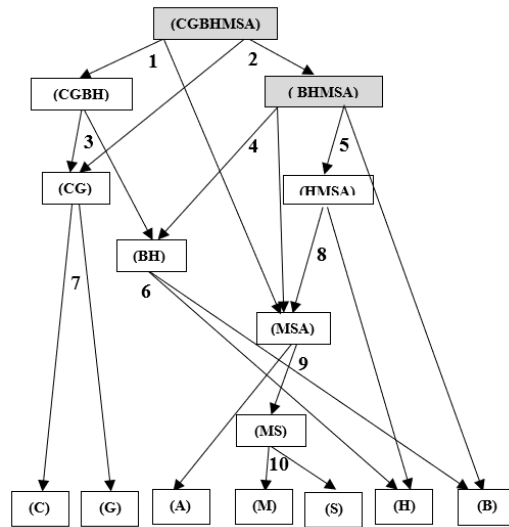 (CGBHMSA)
1
2
(CGBH)
( BHMSA)
3
4
5
(CG)
(HMSA)
(BH)
7
6
8
(MSA)
9
(MS)
10
(C)
(G)
(A)
(M)
(S)
(H)
(B)